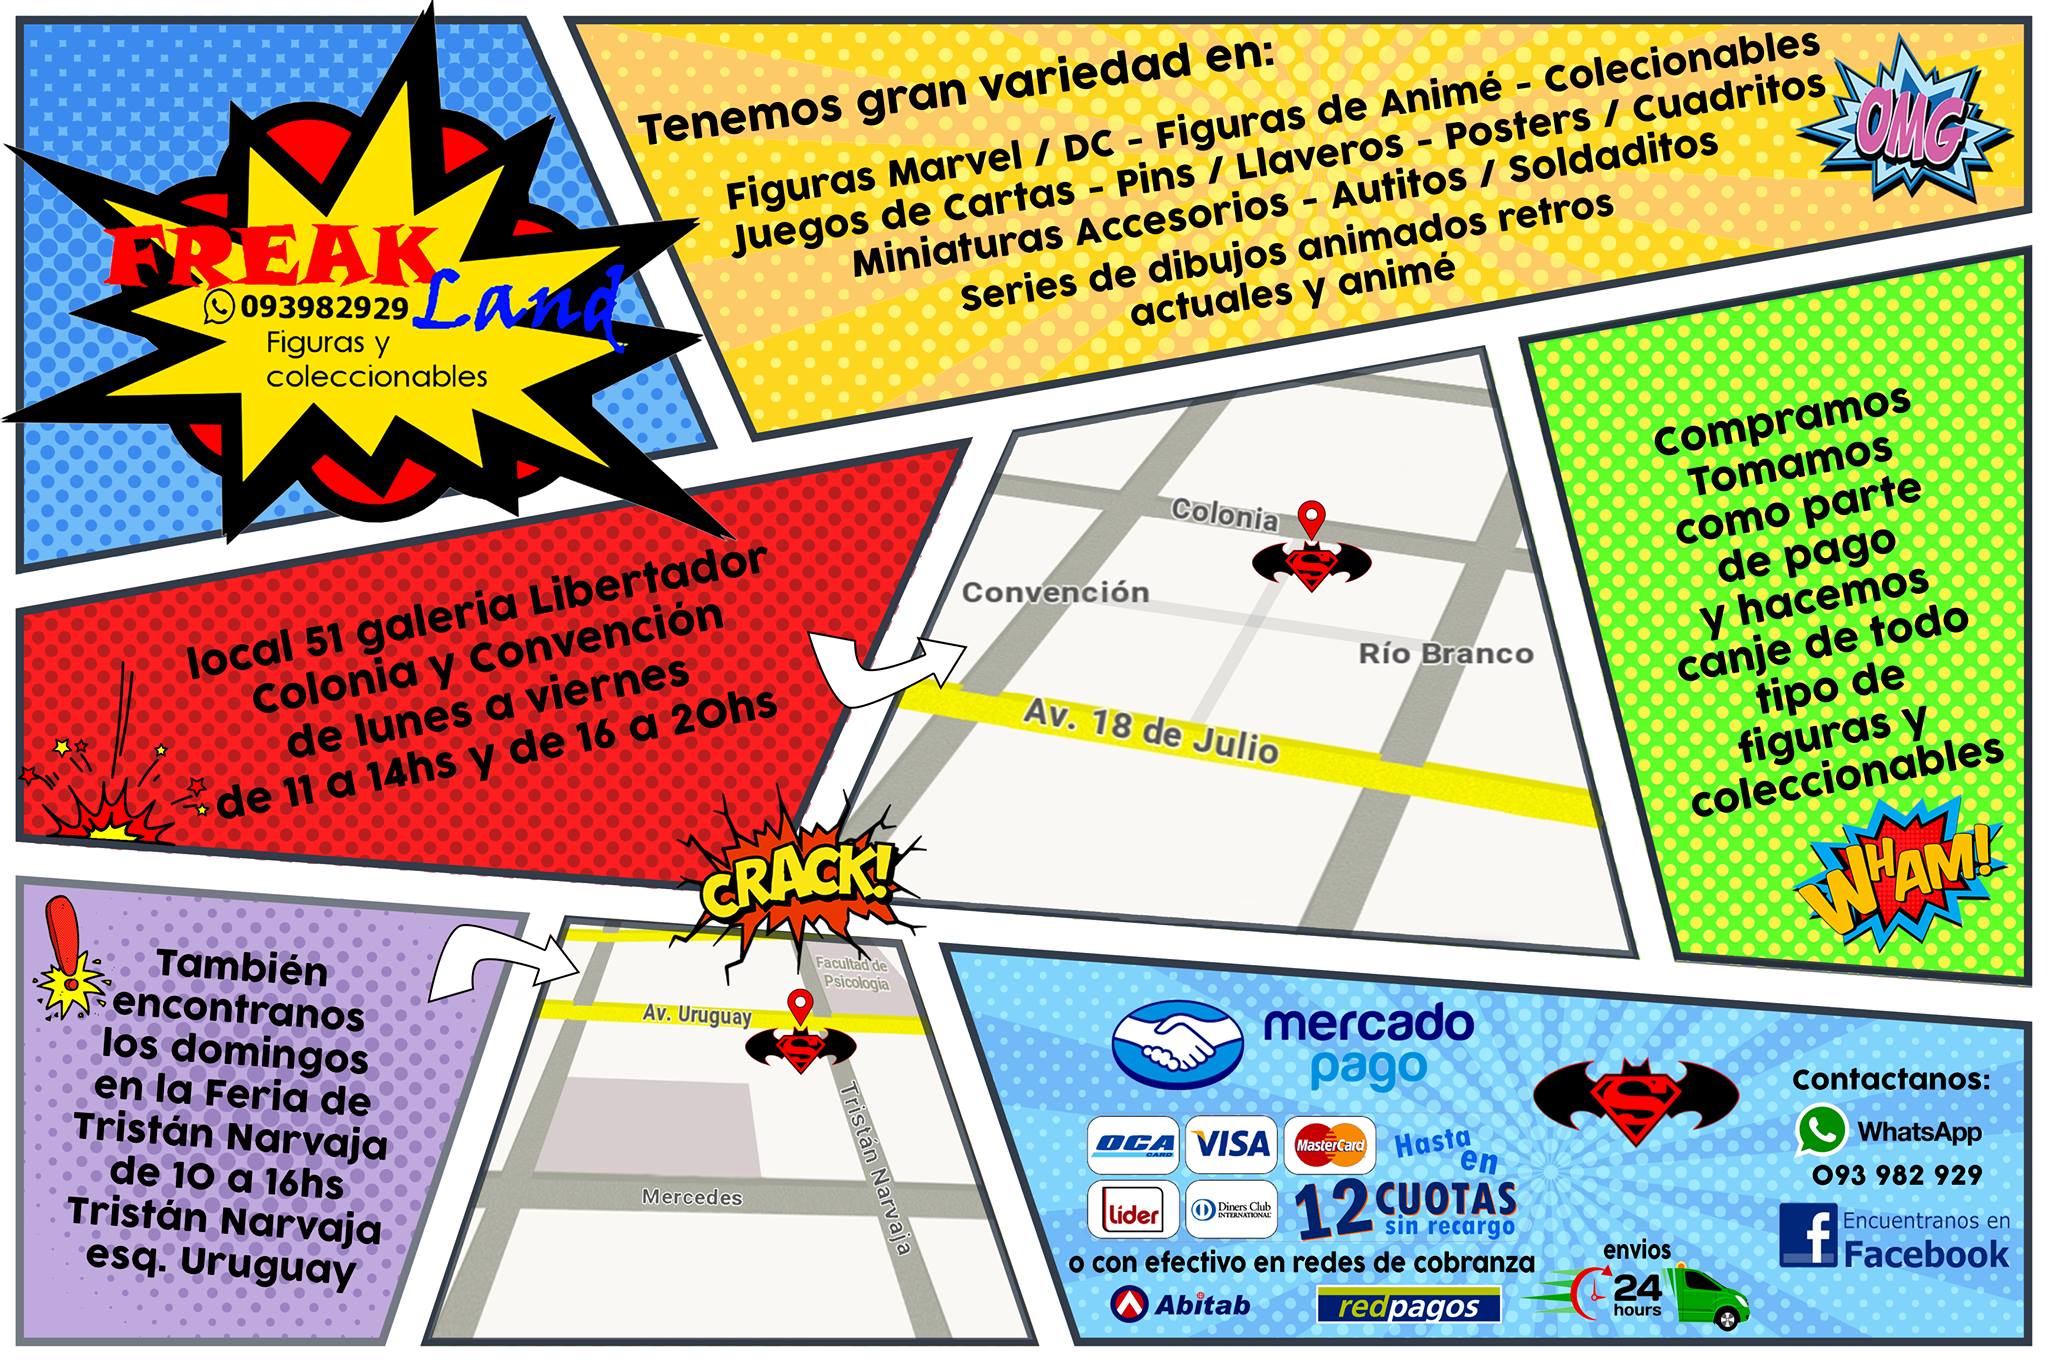 FREAK
Land
093982929
Figuras y
coleccionables
Tenemos gran variedad en:
Figuras Marvel / DC - Figuras de Animé - Colecionables
Juegos de Cartas - Pins / Llaveros - Posters / Cuadritos
Miniaturas Accesorios - Autitos / Soldaditos
Series de dibujos animados retros
actuales y animé
OMG
local 51 galeria Libertador
Colonia y Convención
de lunes a viernes
de 11 a 14hs y de 16 a 20hs
Colonia
Convención
Río Branco
Av. 18 de Julio
Compramos
Tomamos
como parte
de pago
y hacemos
canje de todo
tipo de
figuras y
coleccionables
WHAM!
CRACK!
También
encontranos
los domingos
en la Feria de
Tristán Narvaja
de 10 a 16hs
Tristán Narvaja
esq. Uruguay
Facultad de
Psicología
Av. Uruguay
Tristán Narvaja
Mercedes
mercado
pago
OCA
CARD
VISA
MasterCard
lider
Diners Club
INTERNATIONAL
Hasta
en
12 CUOTAS
sin recargo
o con efectivo en redes de cobranza
Abitab
redpagos
S
envios
24
hours
Contactanos:
WhatsApp
093 982 929
f
Encuentranos en
Facebook